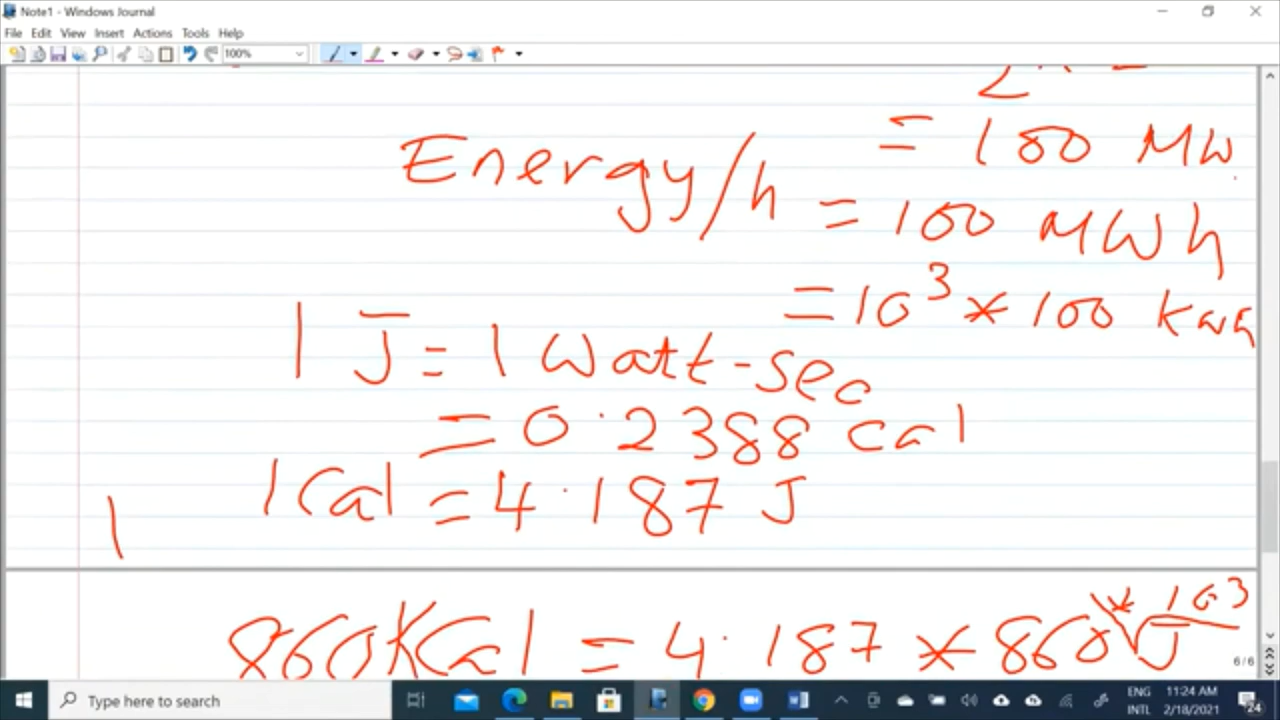 Note1 - Windows Journal
File Edit View Insert Actions Tools Help
100%
= 100 MW
Energy/h = 100 MWh
= 10³ * 100 kwh
1 J = 1 Watt-sec
= 0.2388 cal
1 Cal = 4.187 J
1
860 KCal = 4.187 * 860 * 10³ J
6/6
Type here to search
ENG
INTL
11:24 AM
2/18/2021
24